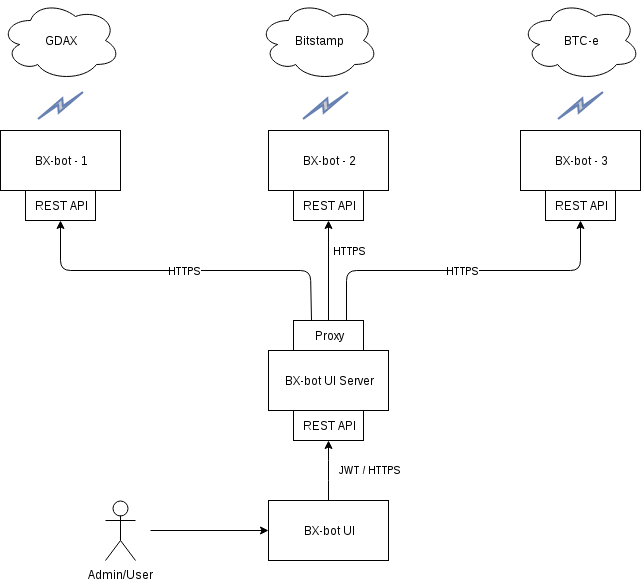 GDAX
Bitstamp
BTC-e
BX-bot - 1
BX-bot - 2
BX-bot - 3
REST API
REST API
REST API
HTTPS
HTTPS
HTTPS
Proxy
BX-bot UI Server
REST API
JWT / HTTPS
BX-bot UI
Admin/User